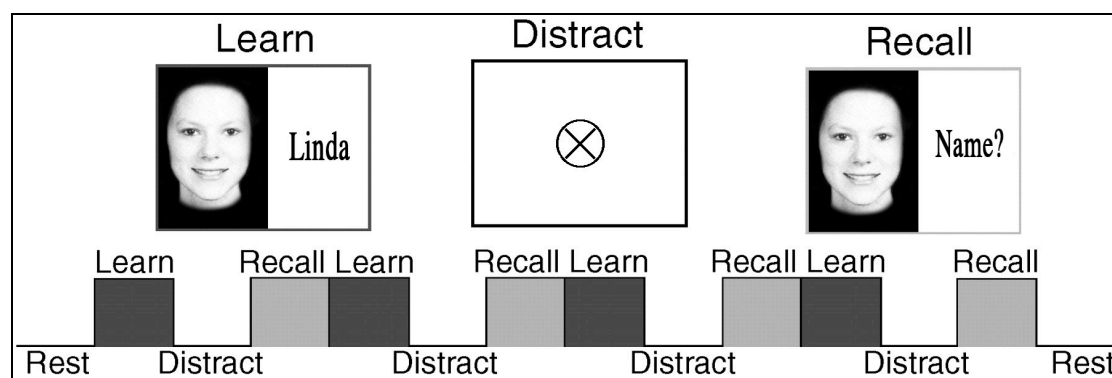 Learn Distract Recall
Linda
Name?
Learn Recall Learn Recall Learn Recall Learn Recall
Rest Distract Distract Distract Distract Rest